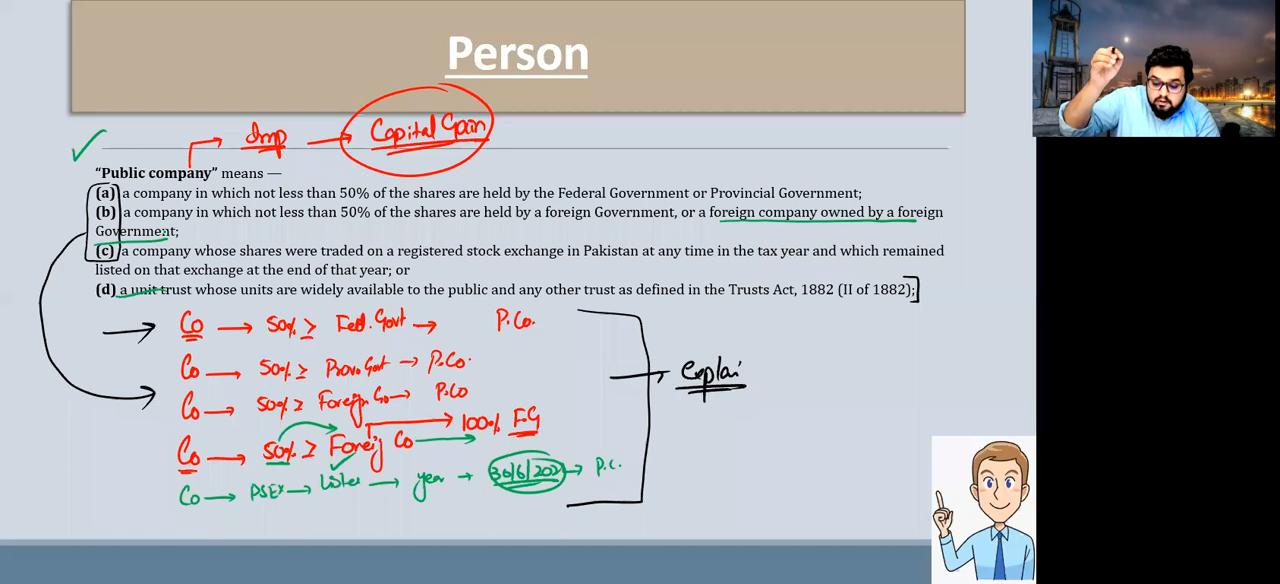 Person
Imp → Capital Gain
“Public company” means —
(a) a company in which not less than 50% of the shares are held by the Federal Government or Provincial Government;
(b) a company in which not less than 50% of the shares are held by a foreign Government, or a foreign company owned by a foreign
Government;
(c) a company whose shares were traded on a registered stock exchange in Pakistan at any time in the tax year and which remained
listed on that exchange at the end of that year; or
(d) a unit trust whose units are widely available to the public and any other trust as defined in the Trusts Act, 1882 (II of 1882);
Co → 50% ≥ Fed. Govt → P.Co.
Co → 50% ≥ Prov. Govt → P.Co.
Co → 50% ≥ Foreign Go → P.Co
→ 100% F.G
Co → 50% ≥ Foreig Co
Co → PSEX → Listed → year → 30/6/2021 → P.C.
Explai